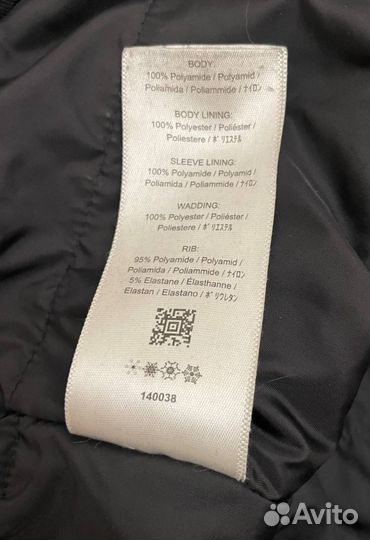 BODY:
100% Polyamide / Polyamid /
Poliamida / Poliammide / ﾅｲﾛﾝ
BODY LINING:
100% Polyester / Poliéster /
Poliestere / ﾎﾟﾘｴｽﾃﾙ
SLEEVE LINING:
100% Polyamide / Polyamid /
Poliamida / Poliammide / ﾅｲﾛﾝ
WADDING:
100% Polyester / Poliéster /
Poliestere / ﾎﾟﾘｴｽﾃﾙ
RIB:
95% Polyamide / Polyamid /
Poliamida / Poliammide / ﾅｲﾛﾝ
5% Elastane / Élasthanne /
Elastan / Elastano / ﾎﾟﾘｳﾚﾀﾝ
140038
Avito